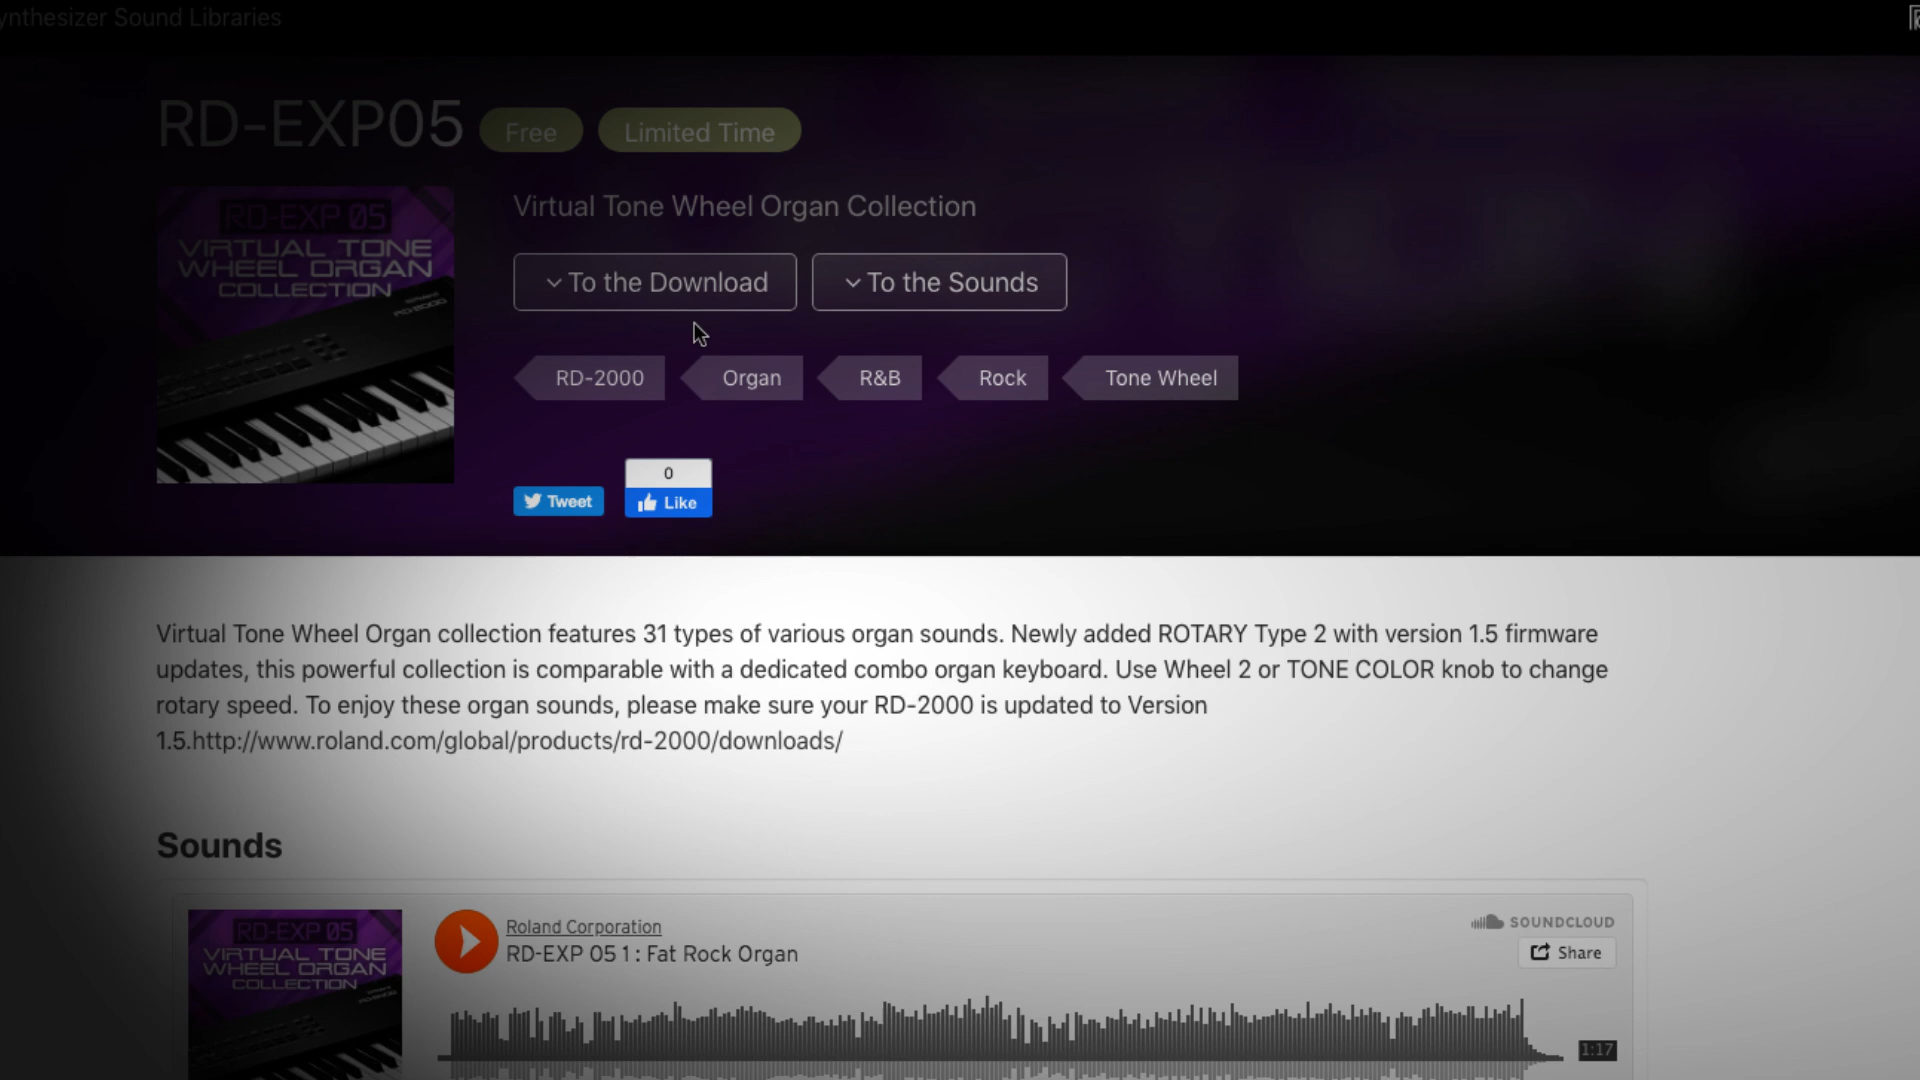 ynthesizer Sound Libraries
RD-EXP05 Free Limited Time
RD-EXP 05
VIRTUAL TONE
WHEEL ORGAN
COLLECTION
RD-2000
Virtual Tone Wheel Organ Collection
To the Download To the Sounds
RD-2000 Organ R&B Rock Tone Wheel
0
Tweet Like
Virtual Tone Wheel Organ collection features 31 types of various organ sounds. Newly added ROTARY Type 2 with version 1.5 firmware
updates, this powerful collection is comparable with a dedicated combo organ keyboard. Use Wheel 2 or TONE COLOR knob to change
rotary speed. To enjoy these organ sounds, please make sure your RD-2000 is updated to Version
1.5.http://www.roland.com/global/products/rd-2000/downloads/
Sounds
RD-EXP 05
VIRTUAL TONE
WHEEL ORGAN
COLLECTION
Roland Corporation
RD-EXP 05 1 : Fat Rock Organ
SOUNDCLOUD
Share
1:17